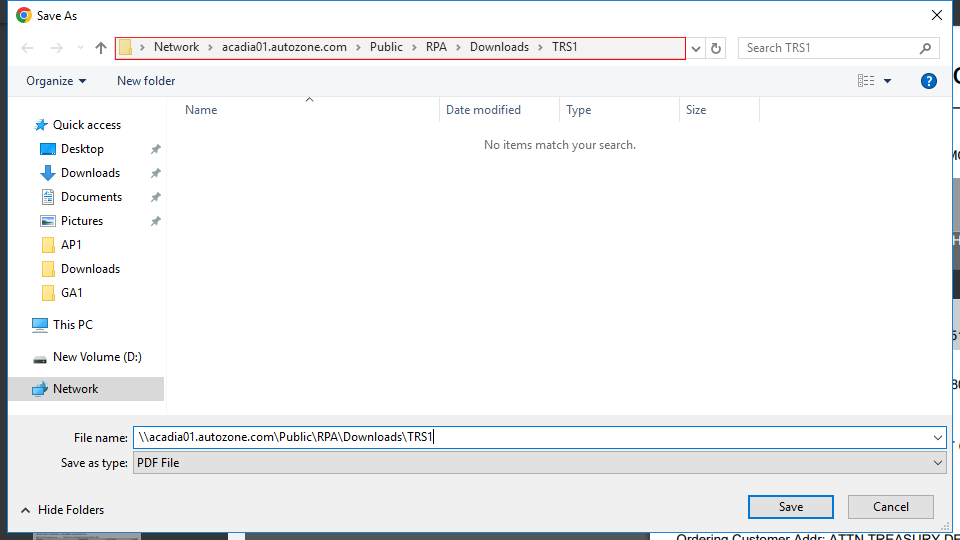 Save As
Network > acadia01.autozone.com > Public > RPA > Downloads > TRS1
Search TRS1
Organize
New folder
?
Name
Date modified
Type
Size
No items match your search.
Quick access
Desktop
Downloads
Documents
Pictures
AP1
Downloads
GA1
This PC
New Volume (D:)
Network
File name: \\acadia01.autozone.com\Public\RPA\Downloads\TRS1
Save as type: PDF File
Hide Folders
Save
Cancel
Ordering Customer Addr: ATTN TREASURY DE